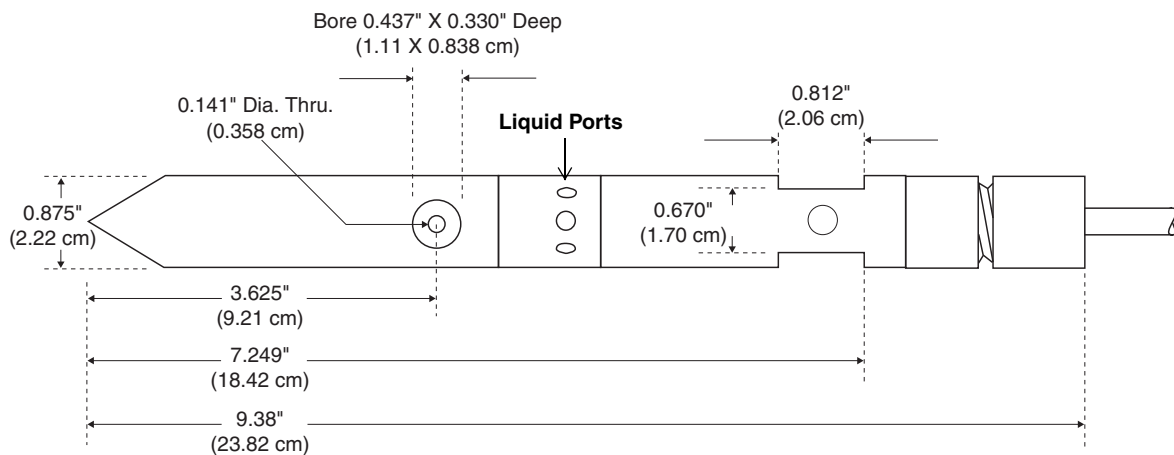 Bore 0.437" X 0.330" Deep
(1.11 X 0.838 cm)
0.141" Dia. Thru.
(0.358 cm)
Liquid Ports
0.812"
(2.06 cm)
0.875"
(2.22 cm)
0.670"
(1.70 cm)
3.625"
(9.21 cm)
7.249"
(18.42 cm)
9.38"
(23.82 cm)